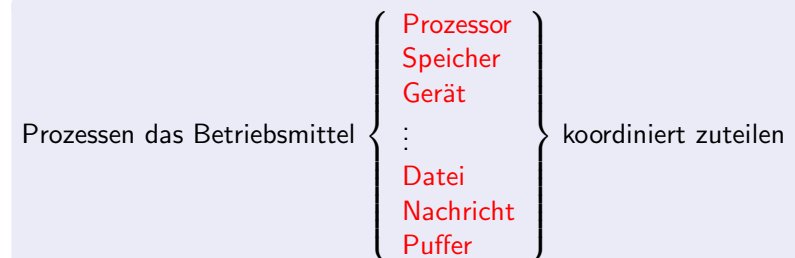 Prozessor
Speicher
Gerät
Prozessen das Betriebsmittel { ⋮ } koordiniert zuteilen
Datei
Nachricht
Puffer